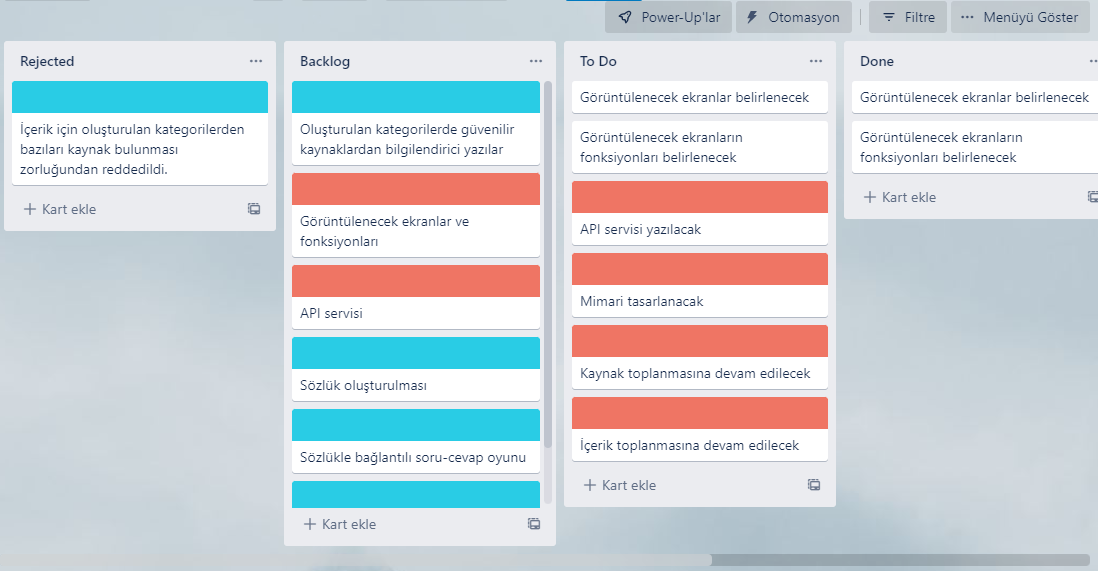 Power-Up'lar
Otomasyon
Filtre
Menüyü Göster
Rejected
İçerik için oluşturulan kategorilerden
bazıları kaynak bulunması
zorluğundan reddedildi.
Kart ekle
Backlog
Oluşturulan kategorilerde güvenilir
kaynaklardan bilgilendirici yazılar
Görüntülenecek ekranlar ve
fonksiyonları
API servisi
Sözlük oluşturulması
Sözlükle bağlantılı soru-cevap oyunu
Kart ekle
To Do
Görüntülenecek ekranlar belirlenecek
Görüntülenecek ekranların
fonksiyonları belirlenecek
API servisi yazılacak
Mimari tasarlanacak
Kaynak toplanmasına devam edilecek
İçerik toplanmasına devam edilecek
Kart ekle
Done
Görüntülenecek ekranlar belirlenecek
Görüntülenecek ekranların
fonksiyonları belirlenecek
Kart ekle